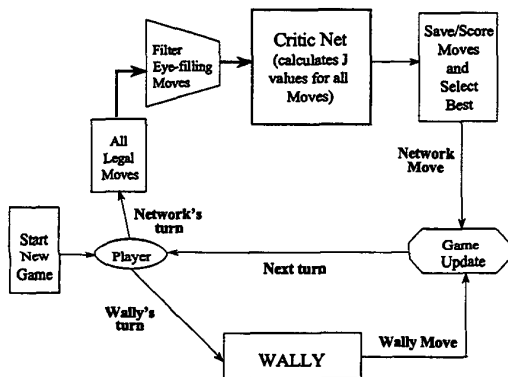 Filter
Eye-filling
Moves
Critic Net
(calculates J
values for all
Moves)
Save/Score
Moves
and
Select
Best
All
Legal
Moves
Network
Move
Network's
turn
Start
New
Game
Player
Next turn
Game
Update
Wally's
turn
WALLY
Wally Move